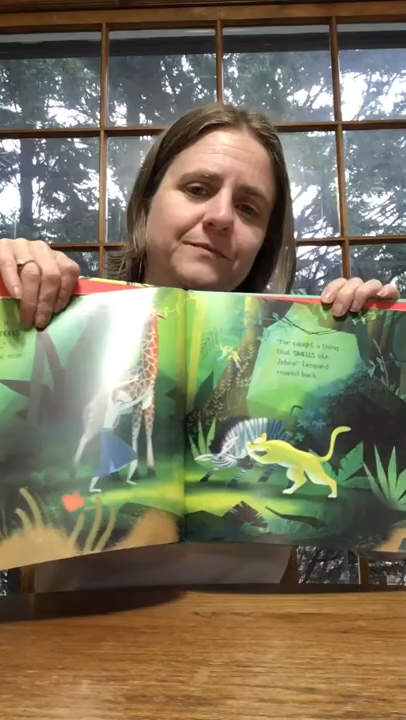 "I've caught a thing
that SMELLS like
Zebra!" Leopard
roared back.